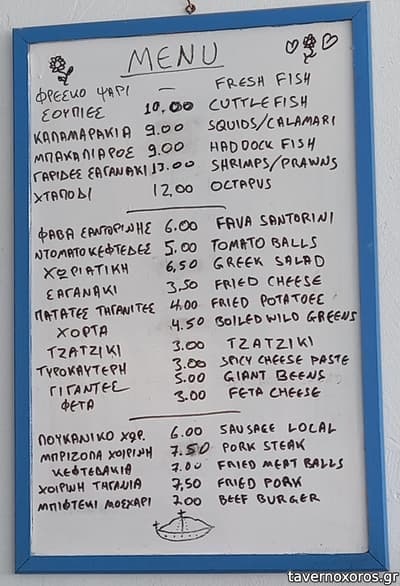 MENU
ΦΡΕΣΚΟ ΨΑΡΙ — FRESH FISH
ΣΟΥΠΙΕΣ 10.00 CUTTLEFISH
ΚΑΛΑΜΑΡΑΚΙΑ 9.00 SQUIDS/CALAMARI
ΜΠΑΚΑΛΙΑΡΟΣ 9.00 HADDOCK FISH
ΓΑΡΙΔΕΣ ΣΑΓΑΝΑΚΙ 13.00 SHRIMPS/PRAWNS
ΧΤΑΠΟΔΙ 12,00 OCTAPUS
ΦΑΒΑ ΣΑΝΤΟΡΙΝΗΣ 6.00 FAVA SANTORINI
ΝΤΟΜΑΤΟΚΕΦΤΕΔΕΣ 5.00 TOMATO BALLS
ΧΩΡΙΑΤΙΚΗ 6,50 GREEK SALAD
ΣΑΓΑΝΑΚΙ 3,50 FRIED CHEESE
ΠΑΤΑΤΕΣ ΤΗΓΑΝΙΤΕΣ 4,00 FRIED POTATOES
ΧΟΡΤΑ 4.50 BOILED WILD GREENS
ΤΖΑΤΖΙΚΙ 3.00 TZATZIKI
ΤΥΡΟΚΑΥΤΕΡΗ 3.00 SPICY CHEESE PASTE
ΓΙΓΑΝΤΕΣ 5.00 GIANT BEENS
ΦΕΤΑ 3.00 FETA CHEESE
ΛΟΥΚΑΝΙΚΟ ΧΩΡ. 6.00 SAUSAGE LOCAL
ΜΠΡΙΖΟΛΑ ΧΟΙΡΙΝΗ 7.50 PORK STEAK
ΚΕΦΤΕΔΑΚΙΑ 7.00 FRIED MEAT BALLS
ΧΟΙΡΙΝΗ ΤΗΓΑΝΙΑ 7,50 FRIED PORK
ΜΠΙΦΤΕΚΙ ΜΟΣΧΑΡΙ 7.00 BEEF BURGER
tavernoxoros.gr